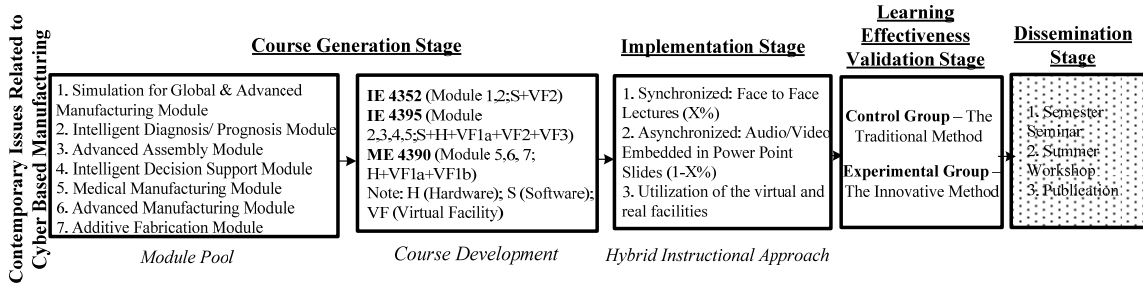 Contemporary Issues Related to
Cyber Based Manufacturing
Course Generation Stage
1. Simulation for Global & Advanced
Manufacturing Module
2. Intelligent Diagnosis/ Prognosis Module
3. Advanced Assembly Module
4. Intelligent Decision Support Module
5. Medical Manufacturing Module
6. Advanced Manufacturing Module
7. Additive Fabrication Module
Module Pool
IE 4352 (Module 1,2;S+VF2)
IE 4395 (Module
2,3,4,5;S+H+VF1a+VF2+VF3)
ME 4390 (Module 5,6, 7;
H+VF1a+VF1b)
Note: H (Hardware); S (Software);
VF (Virtual Facility)
Course Development
Implementation Stage
1. Synchronized: Face to Face
Lectures (X%)
2. Asynchronized: Audio/Video
Embedded in Power Point
Slides (1-X%)
3. Utilization of the virtual and
real facilities
Hybrid Instructional Approach
Learning
Effectiveness
Validation Stage
Control Group – The
Traditional Method
Experimental Group –
The Innovative Method
Dissemination
Stage
1. Semester
Seminar
2. Summer
Workshop
3. Publication